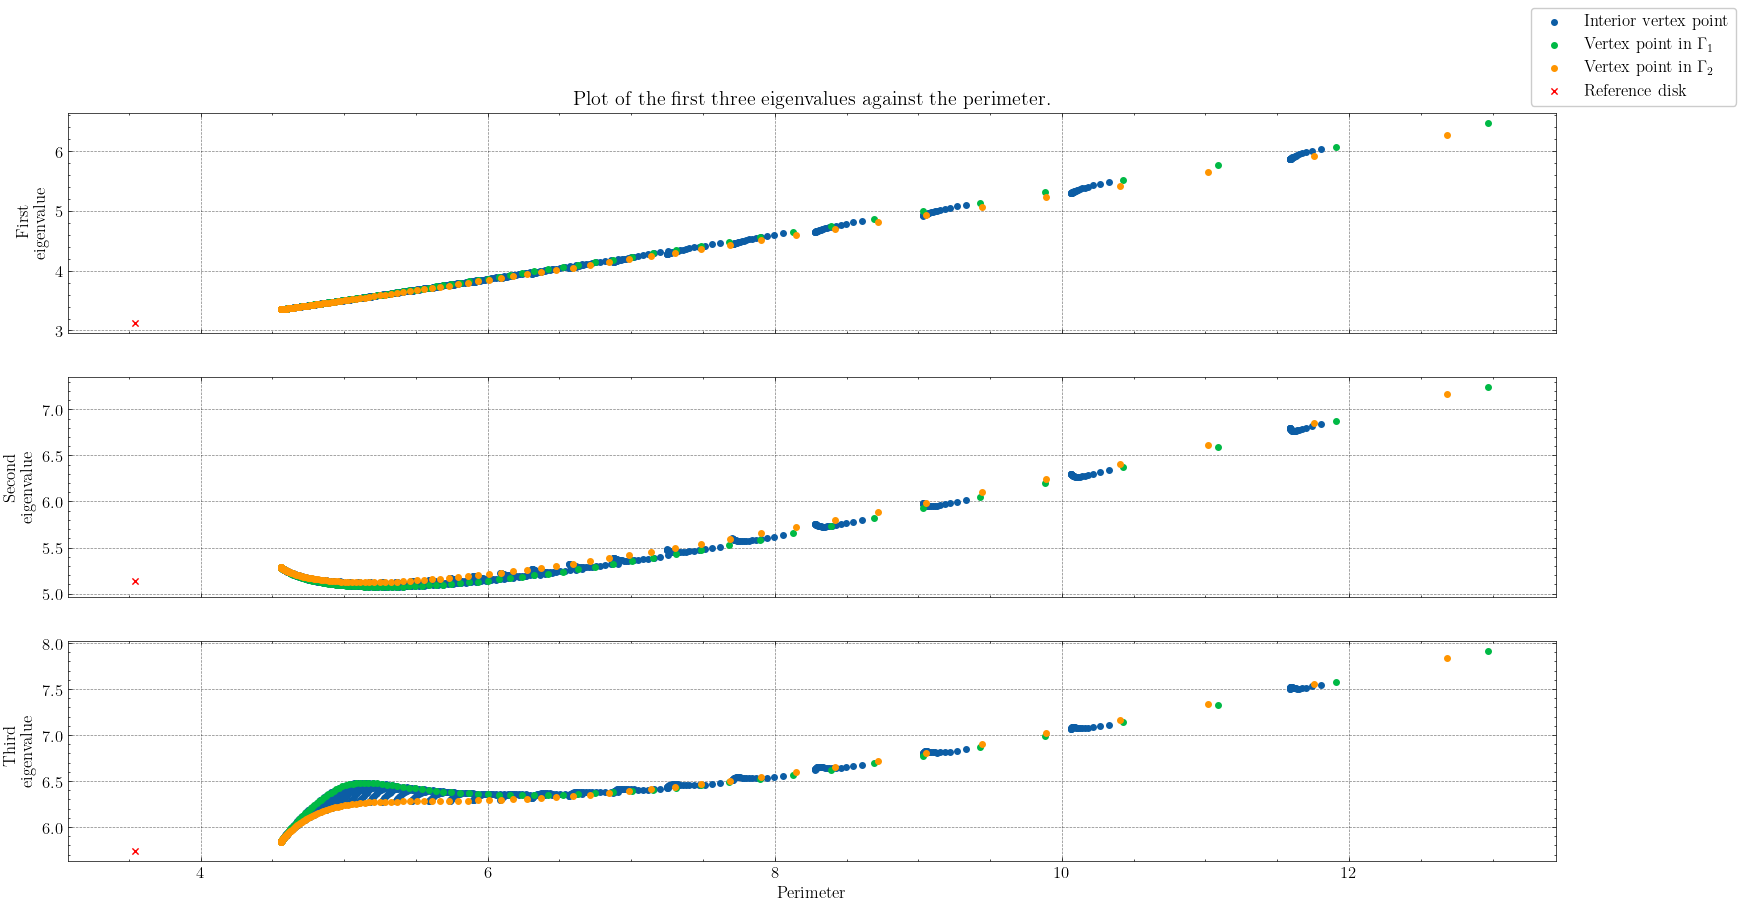 Interior vertex point
Vertex point in Γ₁
Vertex point in Γ₂
Reference disk
Plot of the first three eigenvalues against the perimeter.
First
eigenvalue
6
5
4
3
Second
eigenvalue
7.0
6.5
6.0
5.5
5.0
Third
eigenvalue
8.0
7.5
7.0
6.5
6.0
4 6 8 10 12
Perimeter